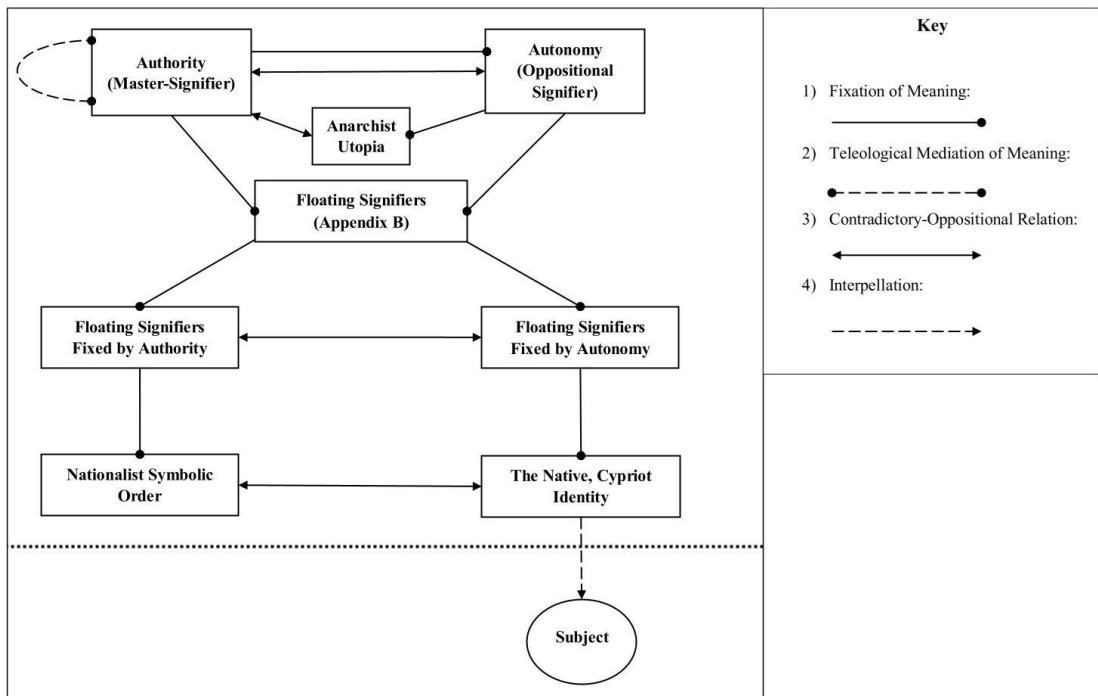 Authority
(Master-Signifier)
Autonomy
(Oppositional
Signifier)
Anarchist
Utopia
Floating Signifiers
(Appendix B)
Floating Signifiers
Fixed by Authority
Floating Signifiers
Fixed by Autonomy
Nationalist Symbolic
Order
The Native, Cypriot
Identity
Subject
Key
1) Fixation of Meaning:
2) Teleological Mediation of Meaning:
3) Contradictory-Oppositional Relation:
4) Interpellation: